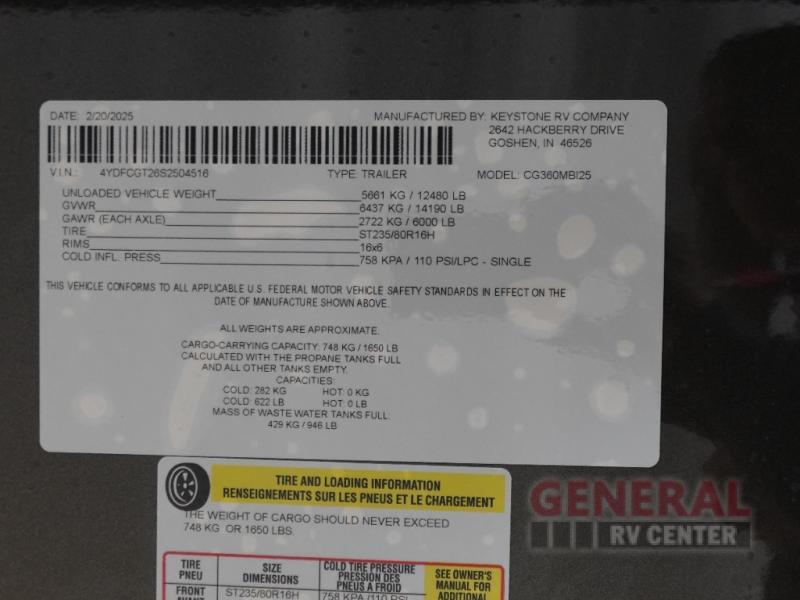 DATE: 2/20/2025 MANUFACTURED BY: KEYSTONE RV COMPANY
2642 HACKBERRY DRIVE
GOSHEN, IN 46526
V.I.N.: 4YDFCGT26S2504516 TYPE: TRAILER MODEL: CG360MBI25
UNLOADED VEHICLE WEIGHT 5661 KG / 12480 LB
GVWR 6437 KG / 14190 LB
GAWR (EACH AXLE) 2722 KG / 6000 LB
TIRE ST235/80R16H
RIMS 16x6
COLD INFL. PRESS 758 KPA / 110 PSI/LPC - SINGLE
THIS VEHICLE CONFORMS TO ALL APPLICABLE U.S. FEDERAL MOTOR VEHICLE SAFETY STANDARDS IN EFFECT ON THE
DATE OF MANUFACTURE SHOWN ABOVE.
ALL WEIGHTS ARE APPROXIMATE.
CARGO-CARRYING CAPACITY: 748 KG / 1650 LB
CALCULATED WITH THE PROPANE TANKS FULL
AND ALL OTHER TANKS EMPTY.
CAPACITIES:
COLD: 282 KG HOT: 0 KG
COLD: 622 LB HOT: 0 LB
MASS OF WASTE WATER TANKS FULL:
429 KG / 946 LB
TIRE AND LOADING INFORMATION
RENSEIGNEMENTS SUR LES PNEUS ET LE CHARGEMENT
THE WEIGHT OF CARGO SHOULD NEVER EXCEED
748 KG OR 1650 LBS.
TIRE
PNEU
SIZE
DIMENSIONS
COLD TIRE PRESSURE
PRESSION DES
PNEUS A FROID
SEE OWNER'S
MANUAL FOR
ADDITIONAL
FRONT
AVANT
ST235/80R16H
758 KPA /110 PSI
GENERAL
RV CENTER